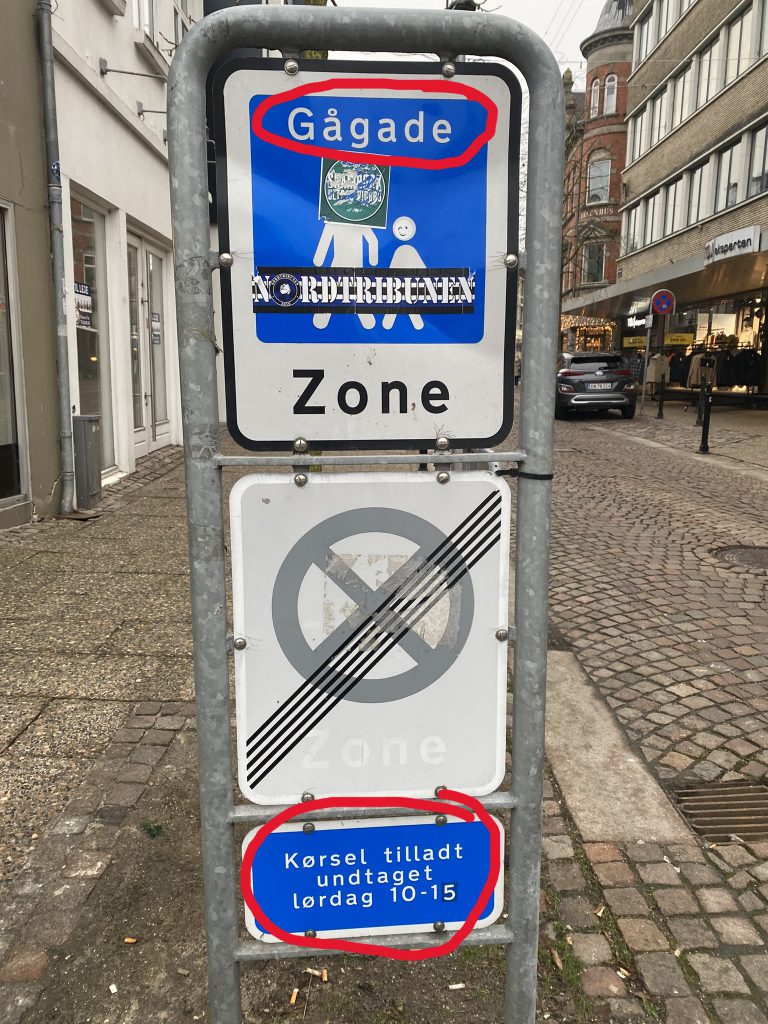 Gågade
NORDTRIBUNEN
Zone
Zone
Kørsel tilladt
undtaget
lørdag 10-15